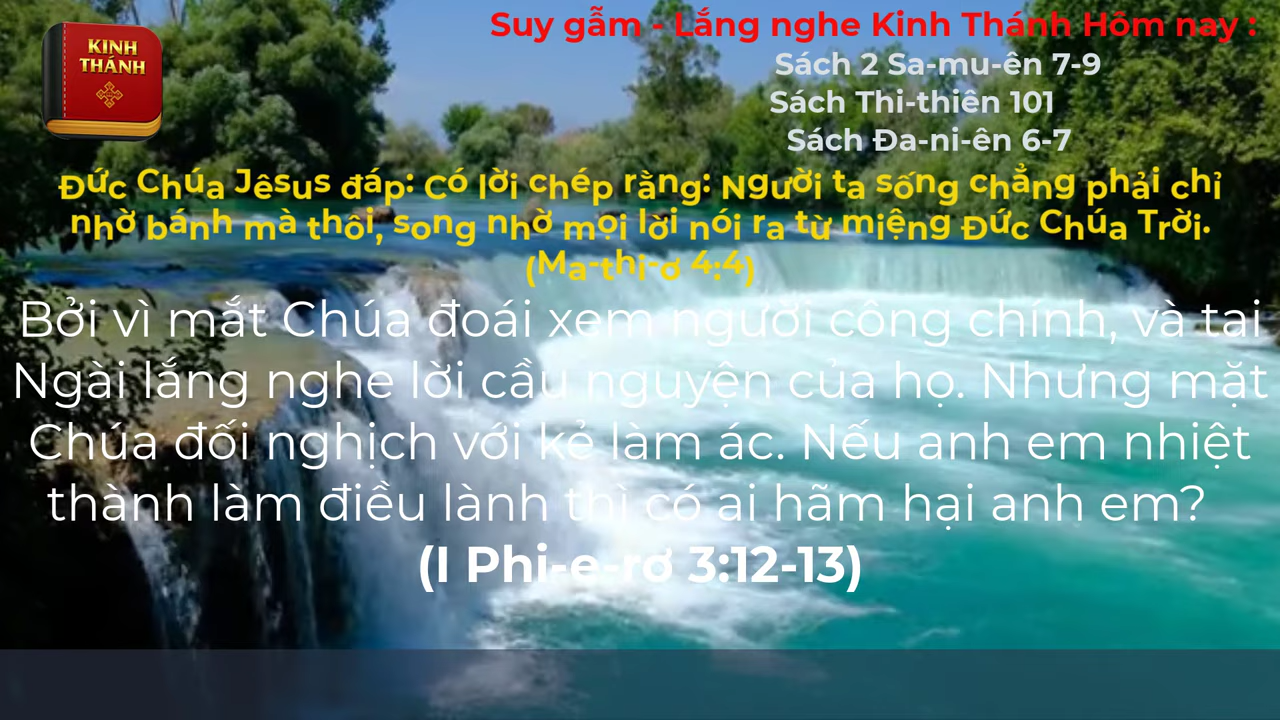 KINH
THÁNH
Suy gẫm - Lắng nghe Kinh Thánh Hôm nay :
Sách 2 Sa-mu-ên 7-9
Sách Thi-thiên 101
Sách Đa-ni-ên 6-7
Đức Chúa Jêsus đáp: Có lời chép rằng: Người ta sống chẳng phải chỉ
nhờ bánh mà thôi, song nhờ mọi lời nói ra từ miệng Đức Chúa Trời.
(Ma-thi-ơ 4:4)
Bởi vì mắt Chúa đoái xem người công chính, và tai
Ngài lắng nghe lời cầu nguyện của họ. Nhưng mặt
Chúa đối nghịch với kẻ làm ác. Nếu anh em nhiệt
thành làm điều lành thì có ai hãm hại anh em?
(I Phi-e-rơ 3:12-13)